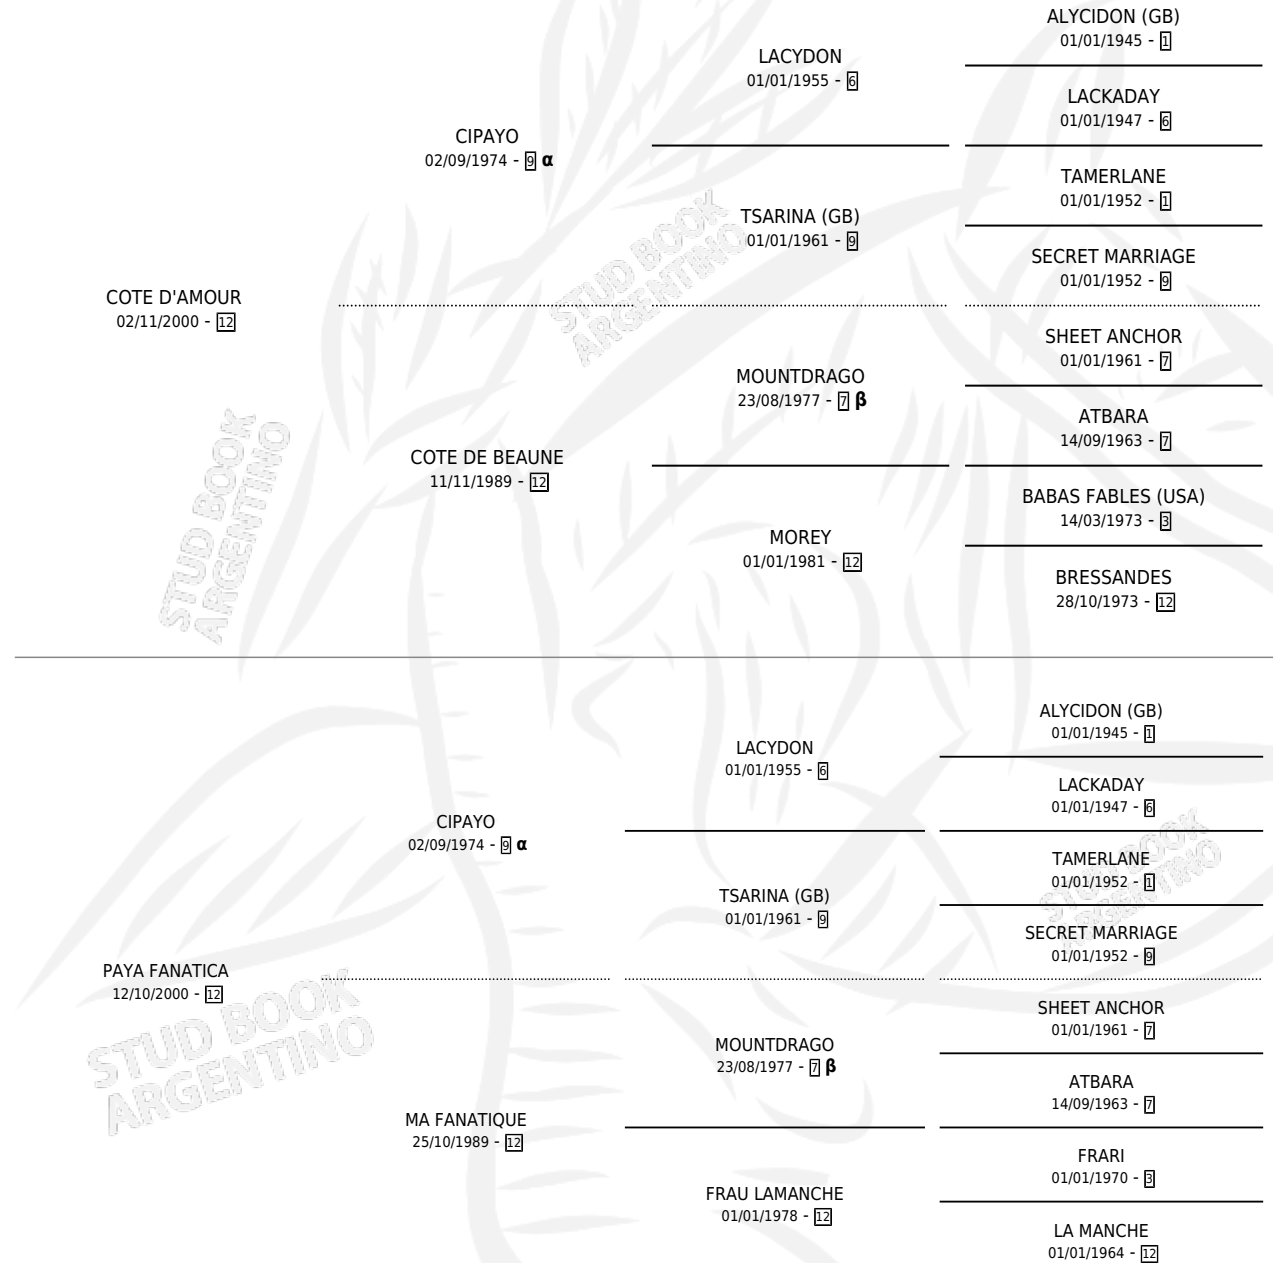 ALYCIDON (GB)
01/01/1945 - 1
LACYDON
01/01/1955 - 6
LACKADAY
01/01/1947 - 6
CIPAYO
02/09/1974 - 9 α
TAMERLANE
01/01/1952 - 1
TSARINA (GB)
01/01/1961 - 9
SECRET MARRIAGE
01/01/1952 - 9
COTE D'AMOUR
02/11/2000 - 12
SHEET ANCHOR
01/01/1961 - 7
MOUNTDRAGO
23/08/1977 - 7 β
ATBARA
14/09/1963 - 7
COTE DE BEAUNE
11/11/1989 - 12
BABAS FABLES (USA)
14/03/1973 - 3
MOREY
01/01/1981 - 12
BRESSANDES
28/10/1973 - 12
STUD BOOK
ARGENTINO
STUD BOOK
ARGENTINO
ALYCIDON (GB)
01/01/1945 - 1
LACYDON
01/01/1955 - 6
LACKADAY
01/01/1947 - 6
CIPAYO
02/09/1974 - 9 α
TAMERLANE
01/01/1952 - 1
TSARINA (GB)
01/01/1961 - 9
SECRET MARRIAGE
01/01/1952 - 9
PAYA FANATICA
12/10/2000 - 12
SHEET ANCHOR
01/01/1961 - 7
MOUNTDRAGO
23/08/1977 - 7 β
ATBARA
14/09/1963 - 7
MA FANATIQUE
25/10/1989 - 12
FRARI
01/01/1970 - 3
FRAU LAMANCHE
01/01/1978 - 12
LA MANCHE
01/01/1964 - 12
STUD BOOK
ARGENTINO
STUD BOOK
ARGENTINO